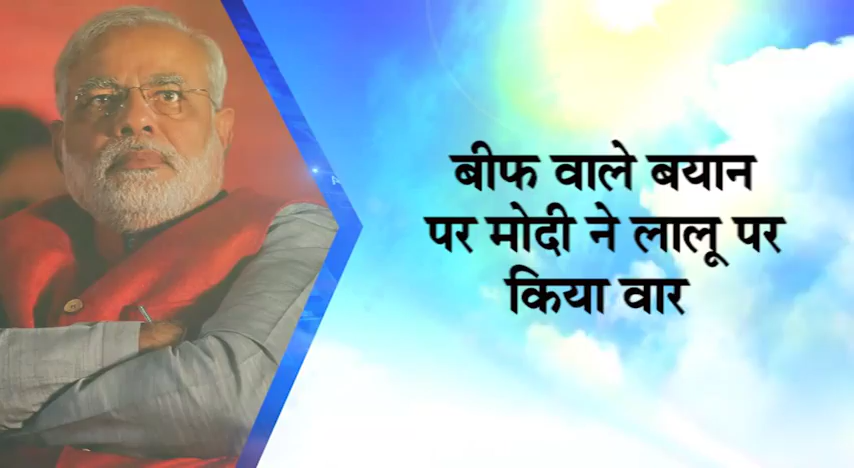 बीफ वाले बयान
पर मोदी ने लालू पर
किया वार